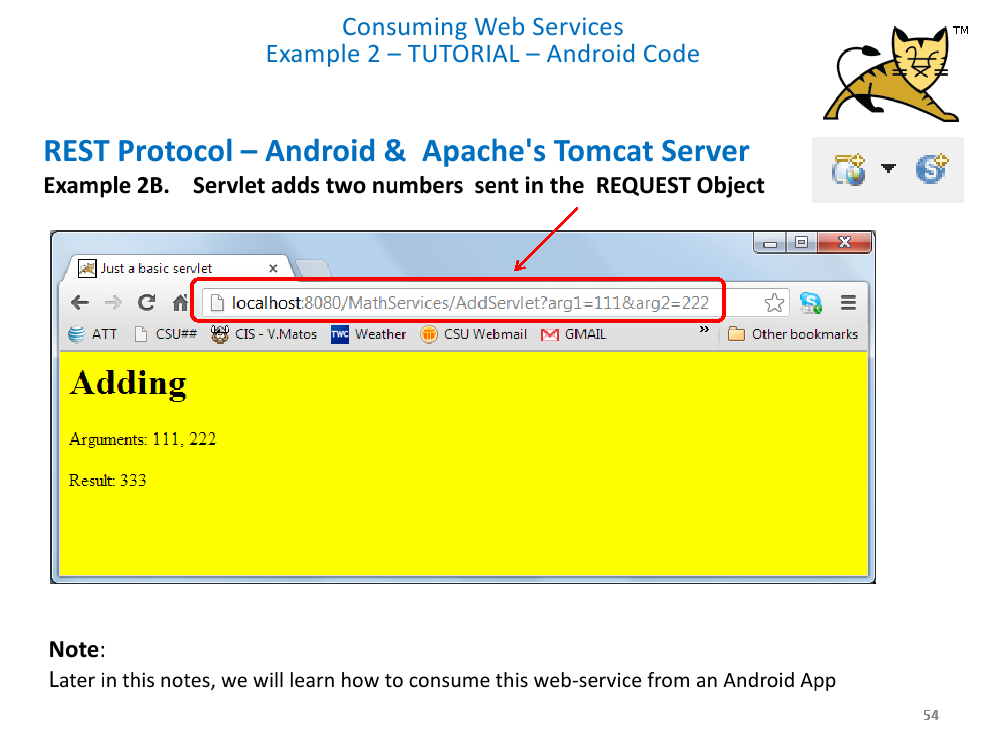 Consuming Web Services
Example 2 – TUTORIAL – Android Code
TM
REST Protocol – Android & Apache's Tomcat Server
Example 2B. Servlet adds two numbers sent in the REQUEST Object
Just a basic servlet
localhost:8080/MathServices/AddServlet?arg1=111&arg2=222
ATT CSU## CIS - V.Matos TWC Weather CSU Webmail GMAIL » Other bookmarks
Adding
Arguments: 111, 222
Result: 333
Note:
Later in this notes, we will learn how to consume this web-service from an Android App
54